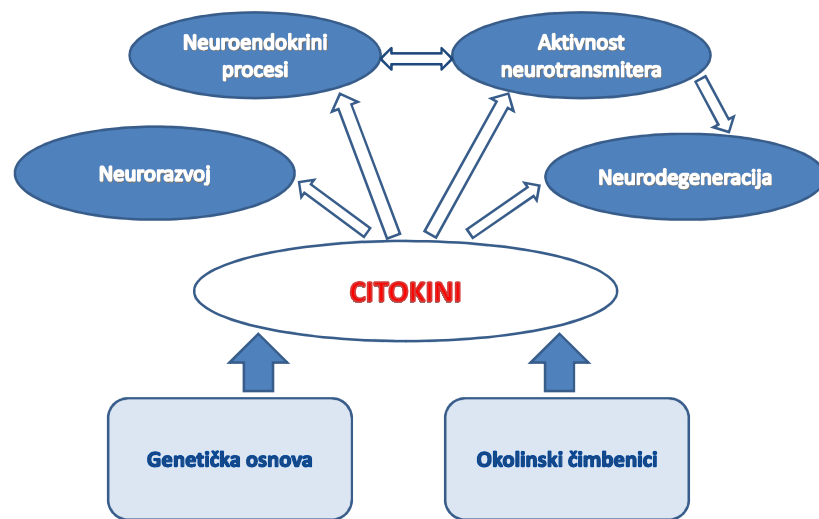 Neuroendokrini
procesi
Aktivnost
neurotransmitera
Neurorazvoj
Neurodegeneracija
CITOKINI
Genetička osnova
Okolinski čimbenici